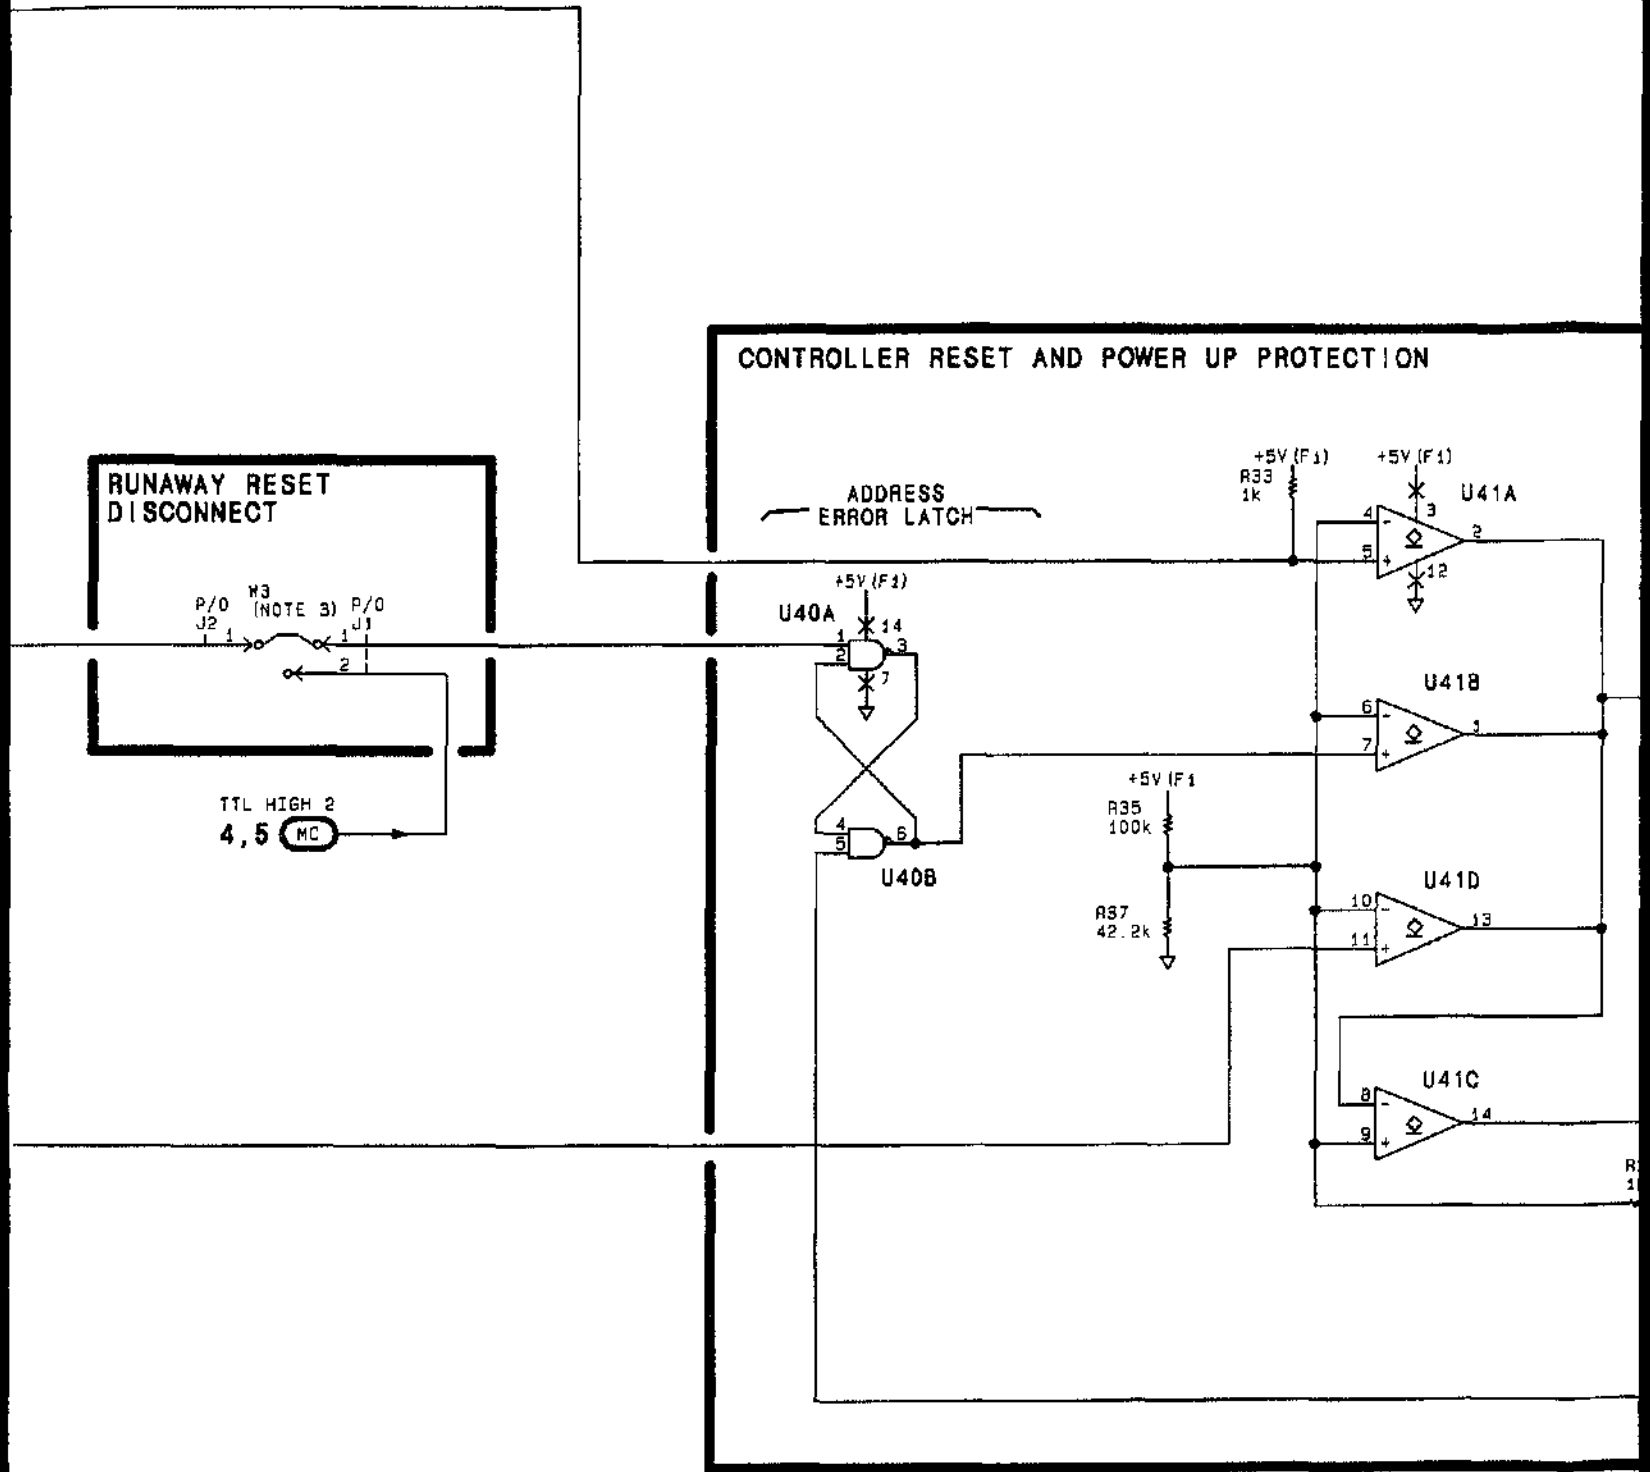 CONTROLLER RESET AND POWER UP PROTECTION
RUNAWAY RESET
DISCONNECT
ADDRESS
ERROR LATCH
+5V (F1)
R33
1k
+5V (F1)
U41A
4
5
3
2
12
+5V (F1)
U40A
14
1
2
3
7
P/O
J2
W3
(NOTE 3)
P/O
J1
1
1
2
U41B
6
7
1
TTL HIGH 2
4,5
MC
+5V (F1
R35
100k
4
5
6
U40B
R37
42.2k
U41D
10
11
13
U41C
8
9
14